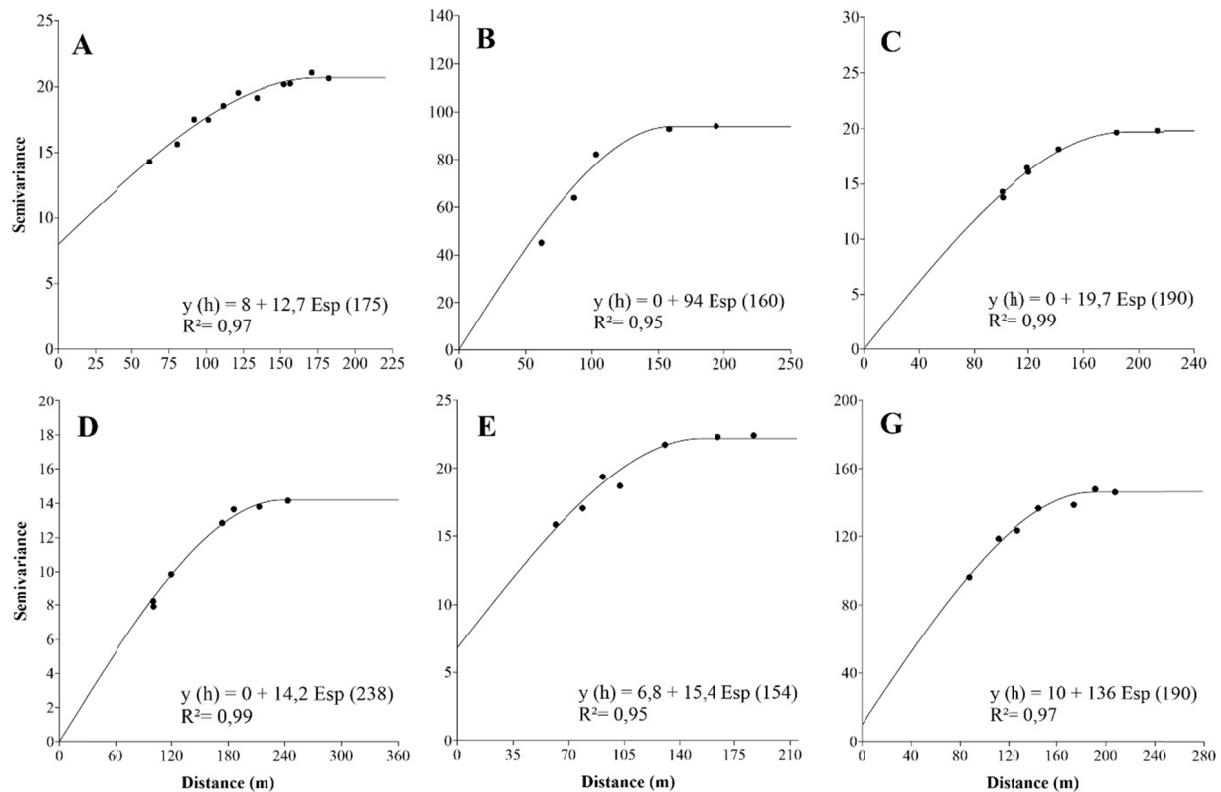 A
25
20
15
10
5
0
0 25 50 75 100 125 150 175 200 225
Semivariance
y (h) = 8 + 12,7 Esp (175)
R²= 0,97
B
140
120
100
80
60
40
20
0
0 50 100 150 200 250
y (h) = 0 + 94 Esp (160)
R²= 0,95
C
30
25
20
15
10
5
0
0 40 80 120 160 200 240
y (h) = 0 + 19,7 Esp (190)
R²= 0,99
D
20
18
16
14
12
10
8
6
4
2
0
0 60 120 180 240 300 360
Semivariance
Distance (m)
y (h) = 0 + 14,2 Esp (238)
R²= 0,99
E
25
20
15
10
5
0
0 35 70 105 140 175 210
Distance (m)
y (h) = 6,8 + 15,4 Esp (154)
R²= 0,95
G
200
160
120
80
40
0
0 40 80 120 160 200 240 280
Distance (m)
y (h) = 10 + 136 Esp (190)
R²= 0,97